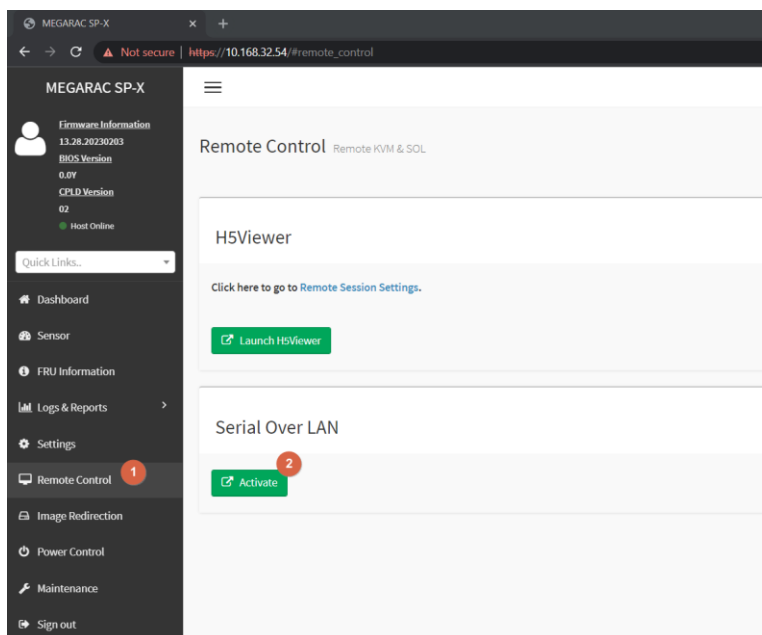 MEGARAC SP-X
Not secure | https://10.168.32.54/#remote_control
MEGARAC SP-X
Firmware Information
13.28.20230203
BIOS Version
0.0Y
CPLD Version
02
Host Online
Quick Links..
Dashboard
Sensor
FRU Information
Logs & Reports
Settings
Remote Control
1
Image Redirection
Power Control
Maintenance
Sign out
Remote Control Remote KVM & SOL
H5Viewer
Click here to go to Remote Session Settings.
Launch H5Viewer
Serial Over LAN
2
Activate